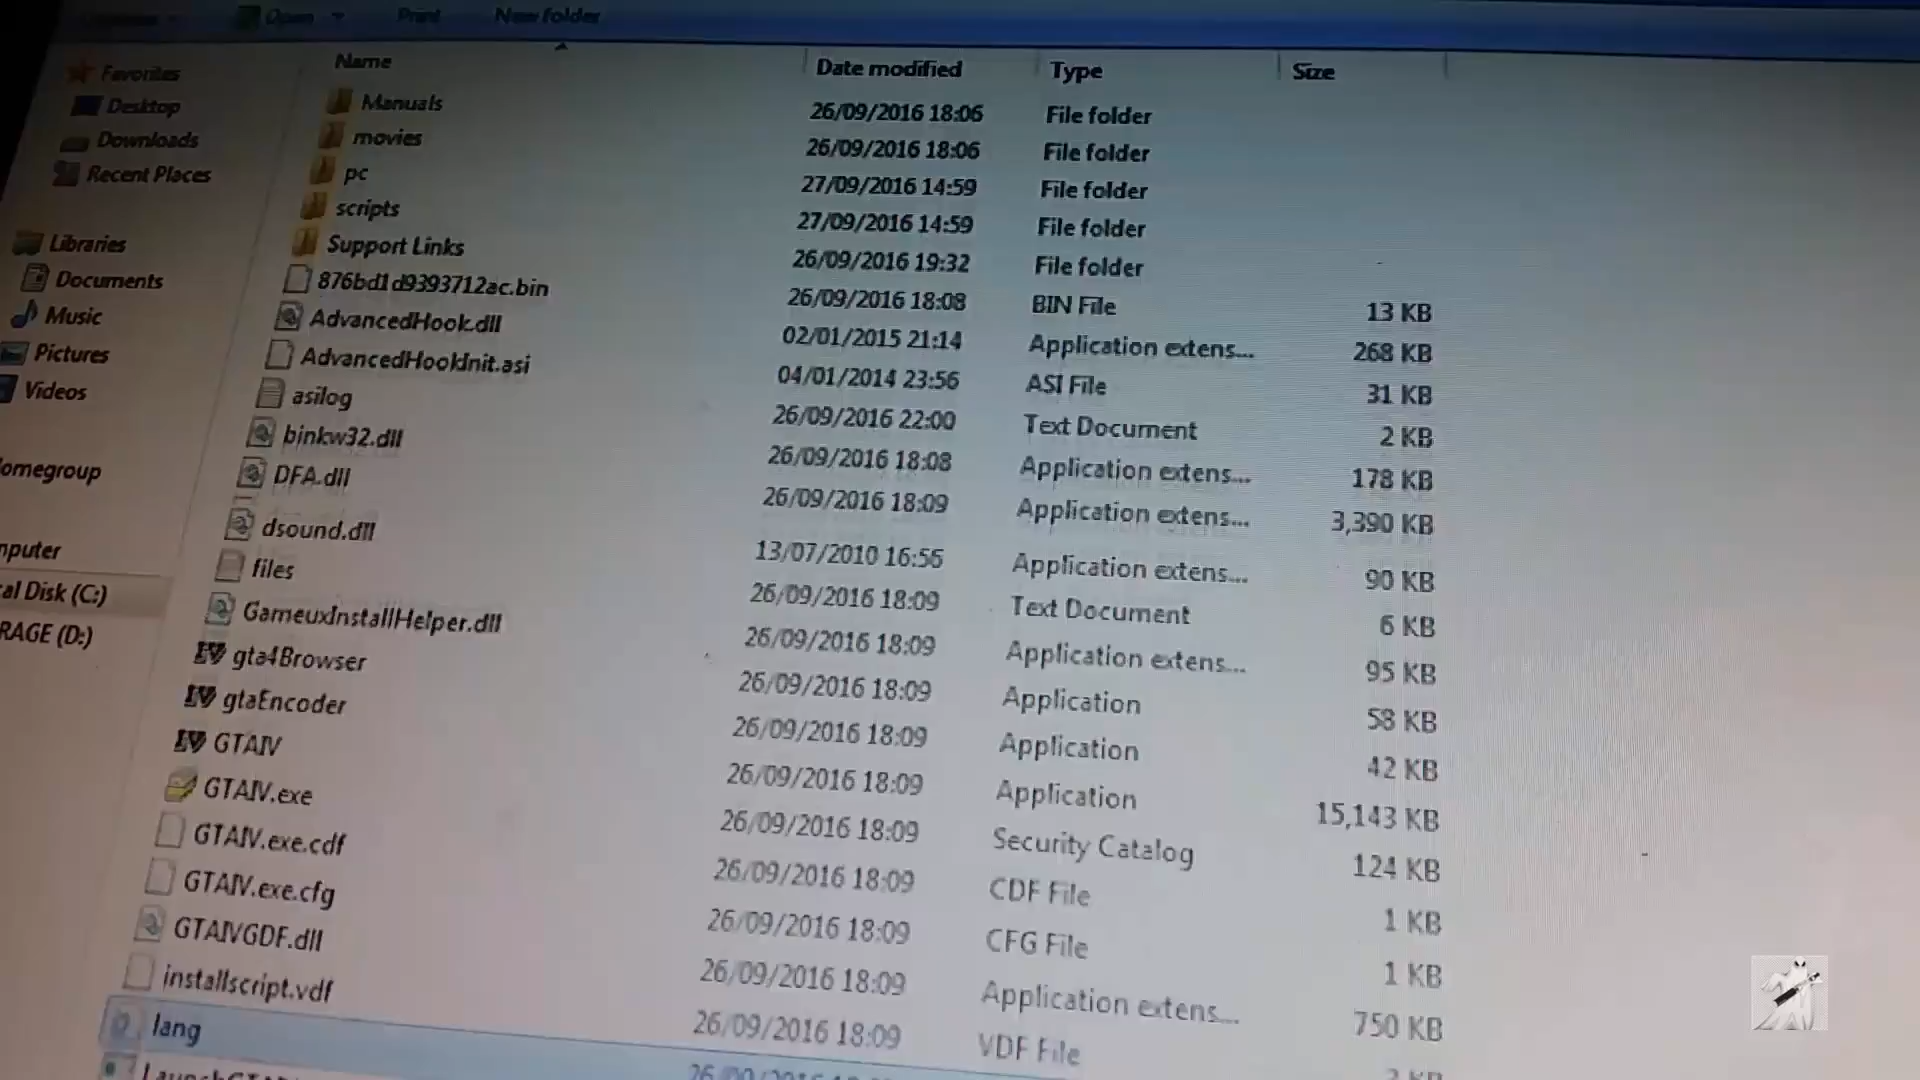 Open Print New folder
Name Date modified Type Size
Favorites
Desktop
Downloads
Recent Places
Libraries
Documents
Music
Pictures
Videos
omegroup
mputer
cal Disk (C:)
RAGE (D:)
Manuals 26/09/2016 18:06 File folder
movies 26/09/2016 18:06 File folder
pc 27/09/2016 14:59 File folder
scripts 27/09/2016 14:59 File folder
Support Links 26/09/2016 19:32 File folder
876bd1d9393712ac.bin 26/09/2016 18:08 BIN File 13 KB
AdvancedHook.dll 02/01/2015 21:14 Application extens... 268 KB
AdvancedHookInit.asi 04/01/2014 23:56 ASI File 31 KB
asilog 26/09/2016 22:00 Text Document 2 KB
binkw32.dll 26/09/2016 18:08 Application extens... 178 KB
DFA.dll 26/09/2016 18:09 Application extens... 3,390 KB
dsound.dll 13/07/2010 16:56 Application extens... 90 KB
files 26/09/2016 18:09 Text Document 6 KB
GameuxInstallHelper.dll 26/09/2016 18:09 Application extens... 95 KB
gta4Browser 26/09/2016 18:09 Application 58 KB
gtaEncoder 26/09/2016 18:09 Application 42 KB
GTAIV 26/09/2016 18:09 Application 15,143 KB
GTAIV.exe 26/09/2016 18:09 Security Catalog 124 KB
GTAIV.exe.cdf 26/09/2016 18:09 CDF File 1 KB
GTAIV.exe.cfg 26/09/2016 18:09 CFG File 1 KB
GTAIVGDF.dll 26/09/2016 18:09 Application extens... 750 KB
installscript.vdf 26/09/2016 18:09 VDF File
lang